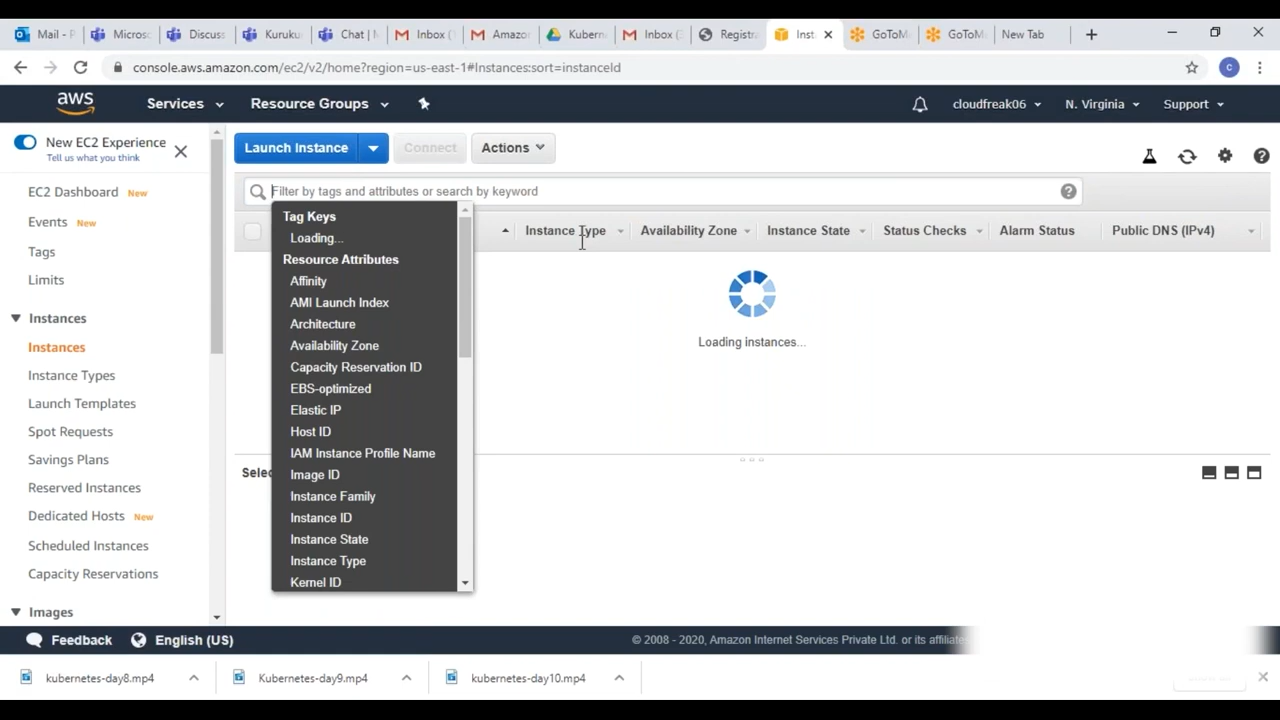 Mail - P
Microso
Discuss
Kuruku
Chat | M
Inbox (
Amazon
Kuberne
Inbox (
Registra
Inst
GoToM
GoToM
New Tab
console.aws.amazon.com/ec2/v2/home?region=us-east-1#Instances:sort=instanceId
C
aws
Services
Resource Groups
cloudfreak06
N. Virginia
Support
New EC2 Experience
Tell us what you think
Launch Instance
Connect
Actions
EC2 Dashboard New
Events New
Tags
Limits
Instances
Instances
Instance Types
Launch Templates
Spot Requests
Savings Plans
Reserved Instances
Dedicated Hosts New
Scheduled Instances
Capacity Reservations
Images
Filter by tags and attributes or search by keyword
Tag Keys
Loading...
Resource Attributes
Affinity
AMI Launch Index
Architecture
Availability Zone
Capacity Reservation ID
EBS-optimized
Elastic IP
Host ID
IAM Instance Profile Name
Image ID
Instance Family
Instance ID
Instance State
Instance Type
Kernel ID
Instance Type
Availability Zone
Instance State
Status Checks
Alarm Status
Public DNS (IPv4)
Loading instances...
Selec
Feedback
English (US)
© 2008 - 2020, Amazon Internet Services Private Ltd. or its affiliate
kubernetes-day8.mp4
Kubernetes-day9.mp4
kubernetes-day10.mp4